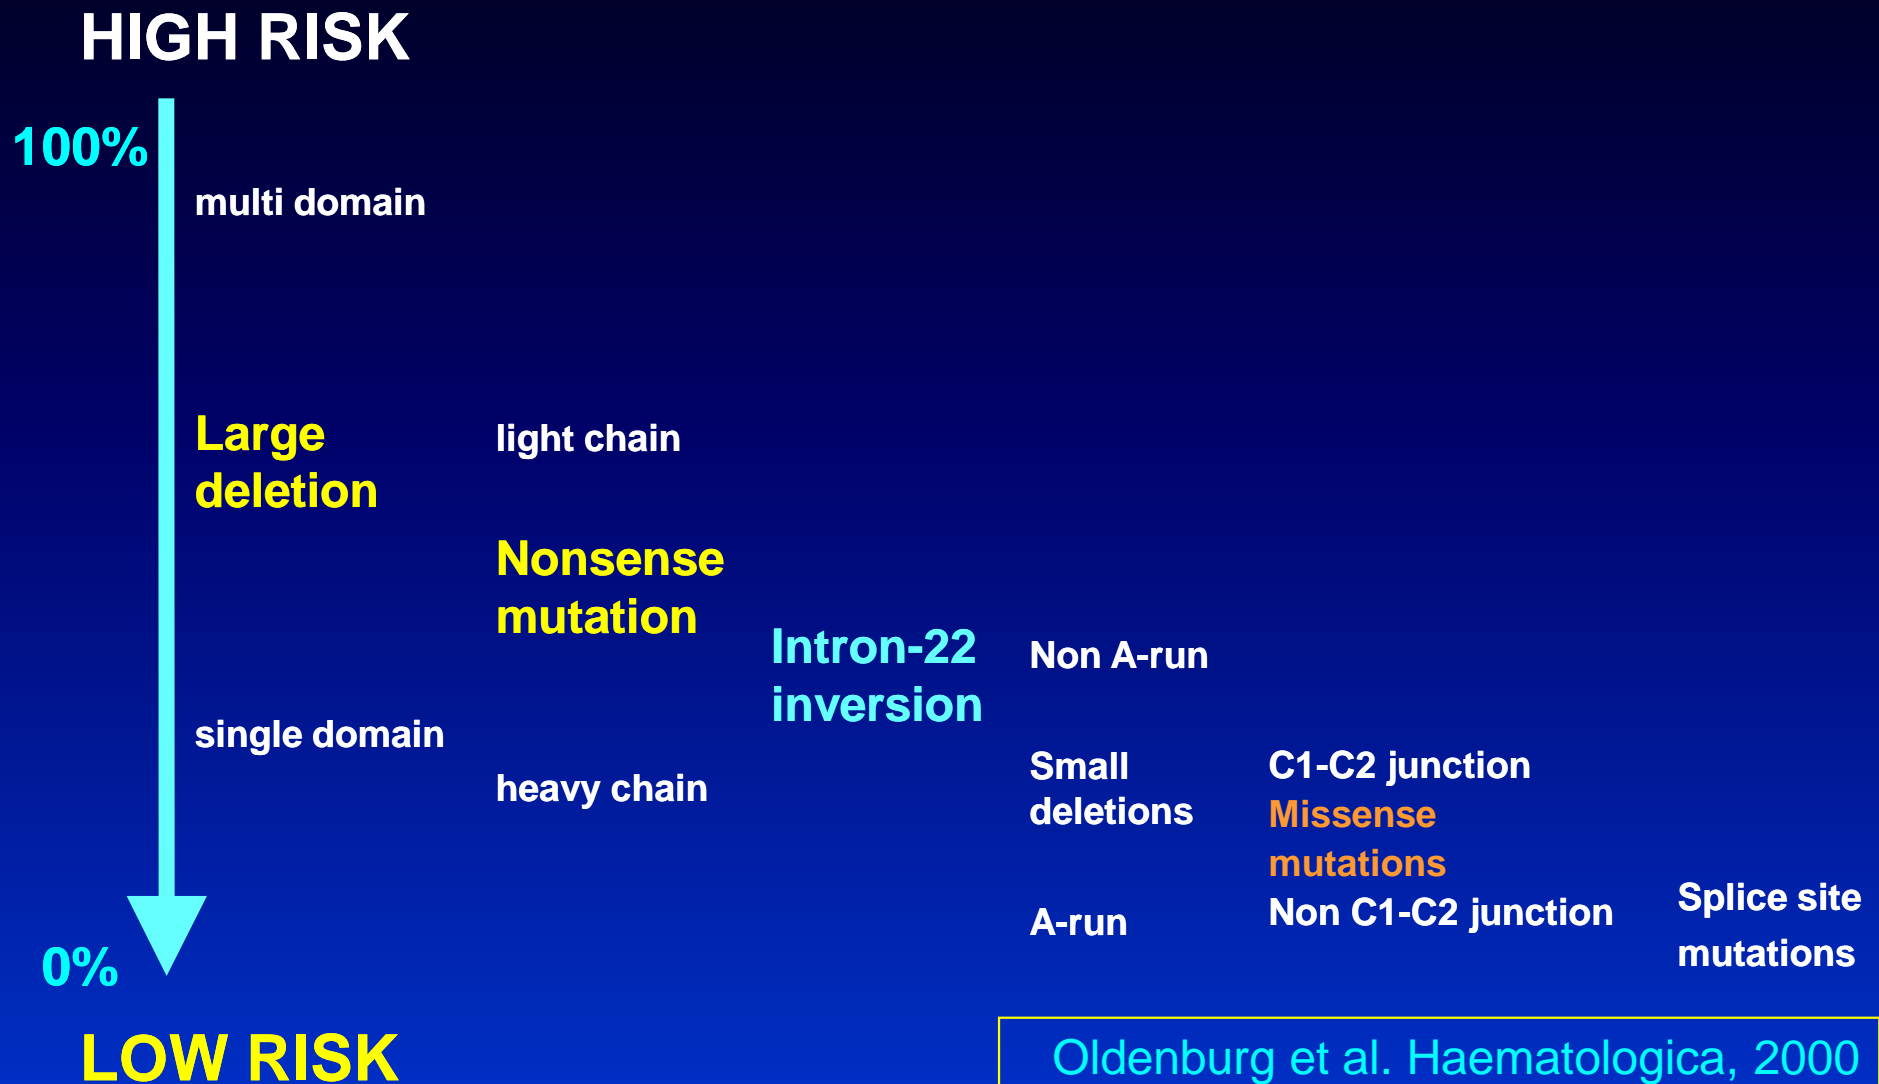 HIGH RISK
100%
multi domain
Large
deletion
light chain
Nonsense
mutation
Intron-22
inversion
Non A-run
single domain
heavy chain
Small
deletions
C1-C2 junction
Missense
mutations
Non C1-C2 junction
A-run
Splice site
mutations
0%
LOW RISK
Oldenburg et al. Haematologica, 2000